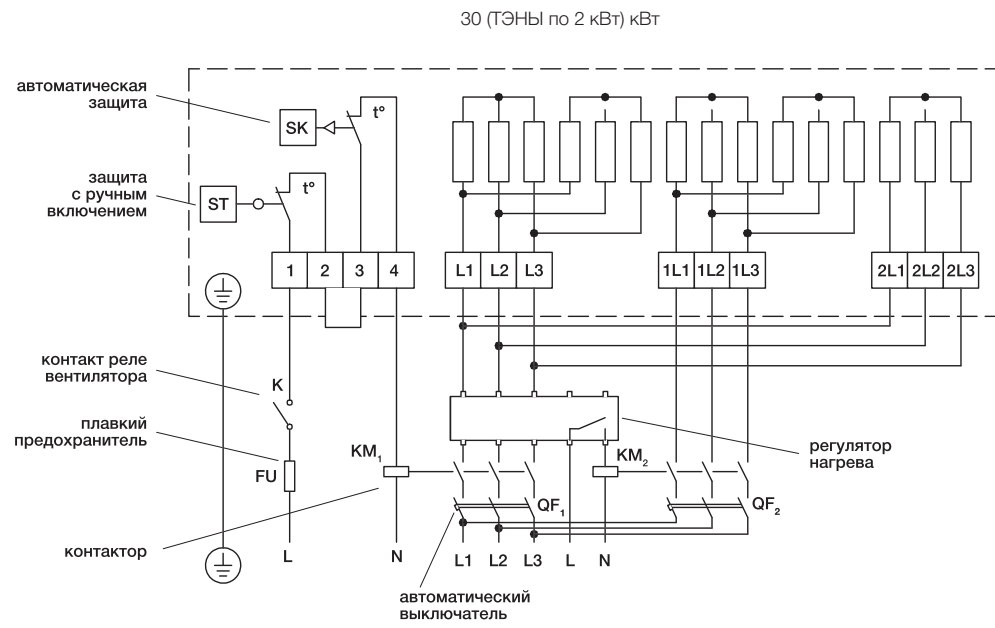 30 (ТЭНЫ по 2 кВт) кВт
автоматическая
защита
SK
t°
защита
с ручным
включением
ST
t°
1 2 3 4
L1 L2 L3
1L1 1L2 1L3
2L1 2L2 2L3
контакт реле
вентилятора
K
плавкий
предохранитель
FU
KM1
KM2
регулятор
нагрева
QF1
QF2
контактор
L N L1 L2 L3 L N
автоматический
выключатель